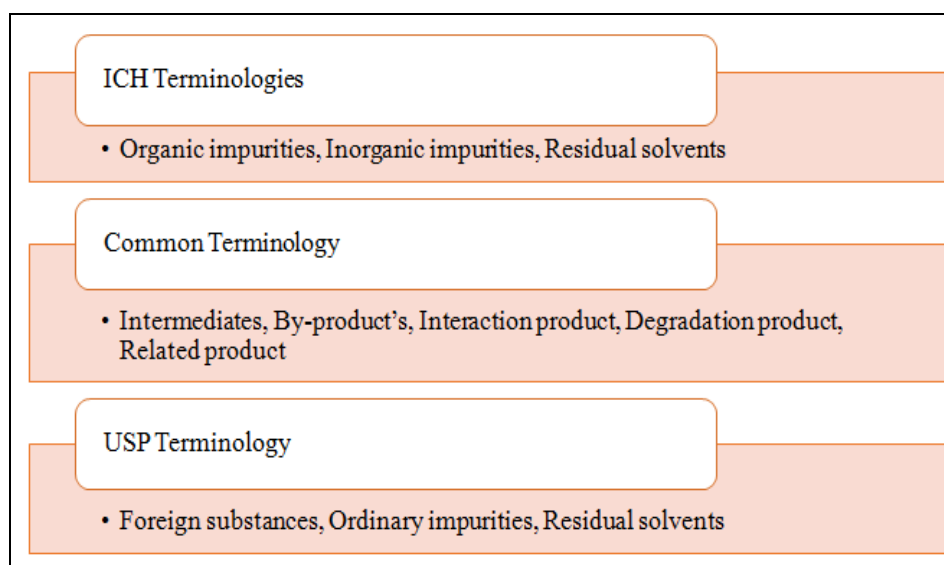 ICH Terminologies
• Organic impurities, Inorganic impurities, Residual solvents
Common Terminology
• Intermediates, By-product’s, Interaction product, Degradation product,
Related product
USP Terminology
• Foreign substances, Ordinary impurities, Residual solvents